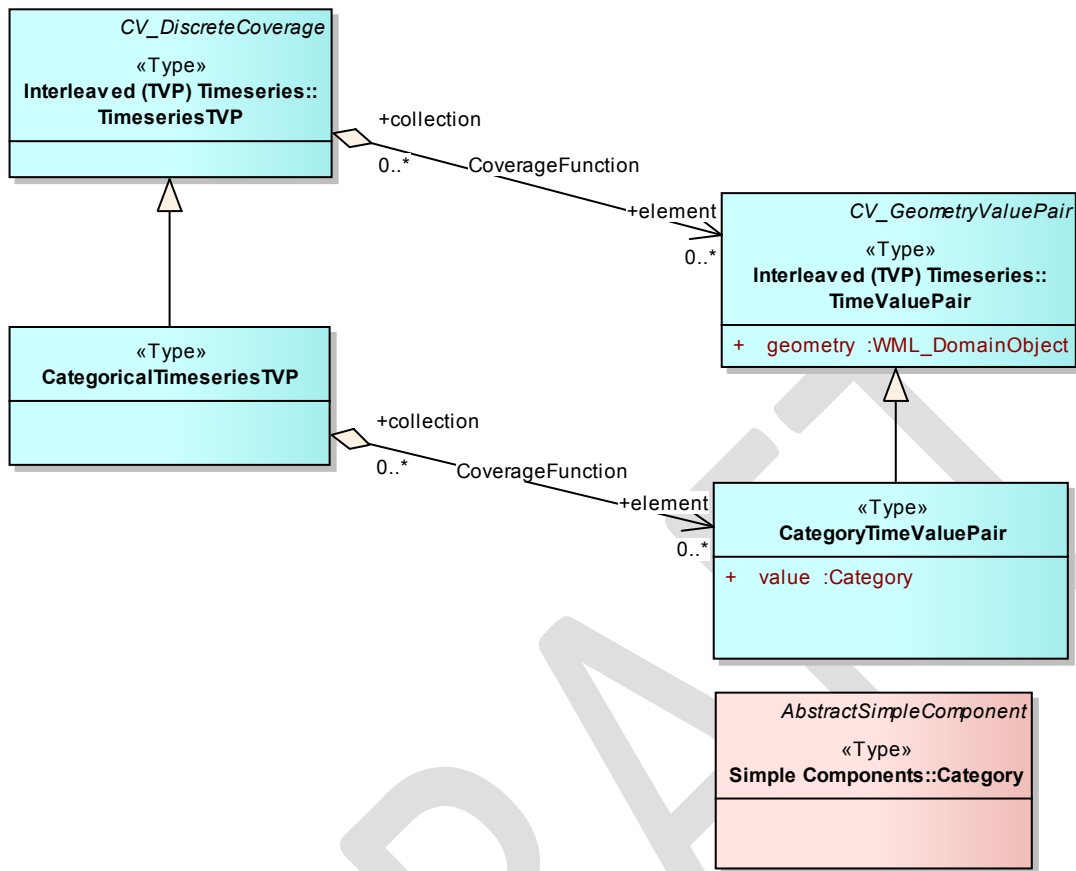 CV_DiscreteCoverage
«Type»
Interleaved (TVP) Timeseries::
TimeseriesTVP
+collection
0..*
CoverageFunction
+element
0..*
CV_GeometryValuePair
«Type»
Interleaved (TVP) Timeseries::
TimeValuePair
+ geometry :WML_DomainObject
«Type»
CategoricalTimeseriesTVP
+collection
0..*
CoverageFunction
+element
0..*
«Type»
CategoryTimeValuePair
+ value :Category
AbstractSimpleComponent
«Type»
Simple Components::Category